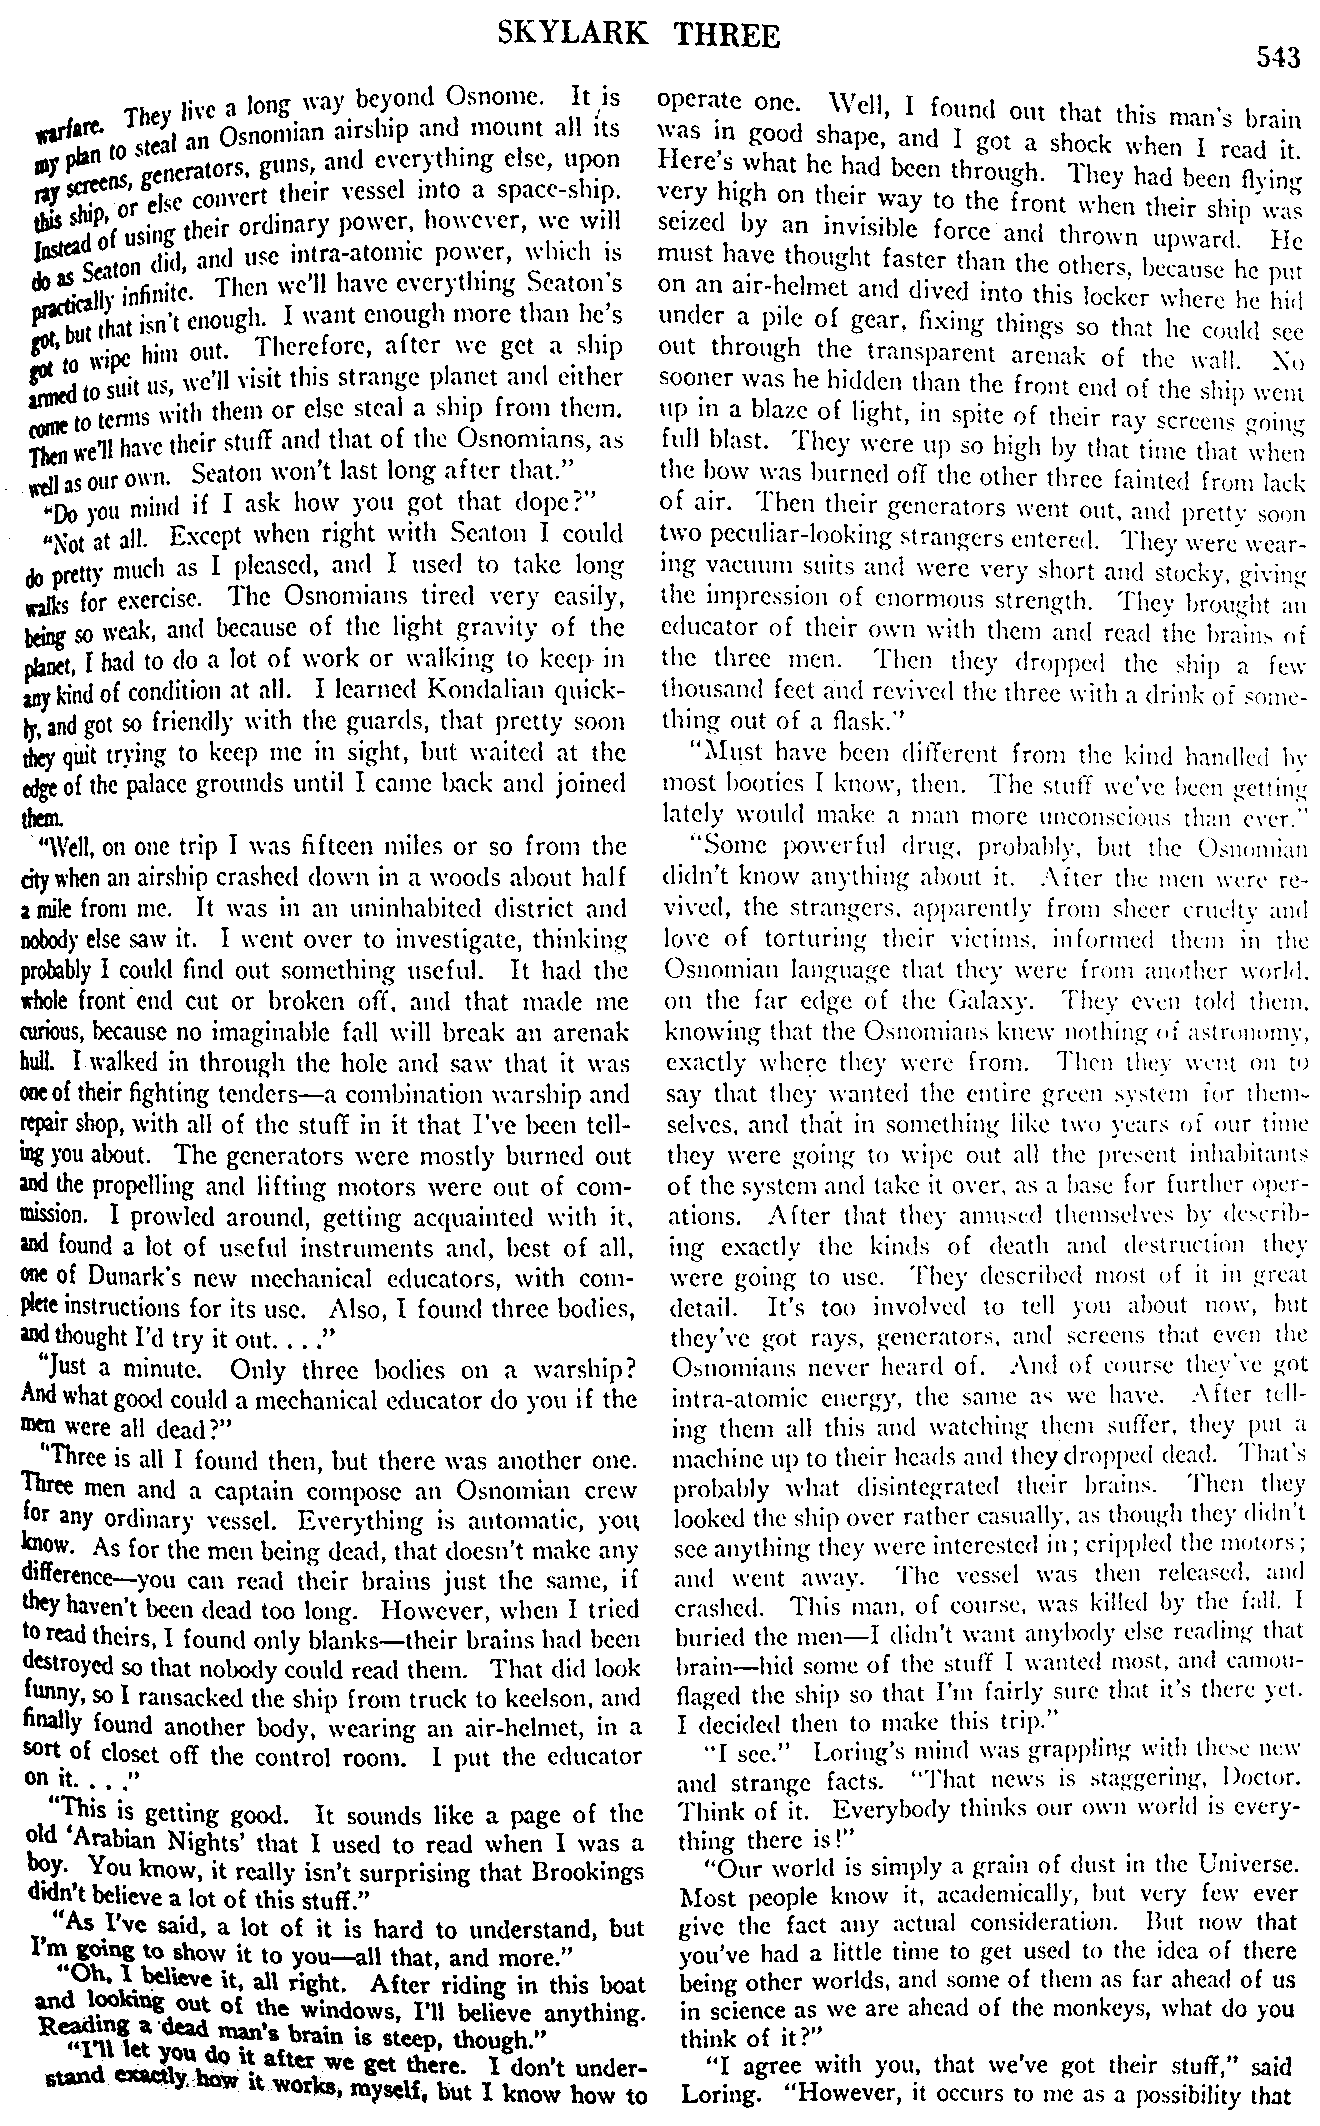 SKYLARK THREE
543
warfare. They live a long way beyond Osnome. It is
my plan to steal an Osnomian airship and mount all its
ray screens, generators, guns, and everything else, upon
this ship, or else convert their vessel into a space-ship.
Instead of using their ordinary power, however, we will
do as Seaton did, and use intra-atomic power, which is
practically infinite. Then we'll have everything Seaton's
got, but that isn't enough. I want enough more than he's
got to wipe him out. Therefore, after we get a ship
armed to suit us, we'll visit this strange planet and either
come to terms with them or else steal a ship from them.
Then we'll have their stuff and that of the Osnomians, as
well as our own. Seaton won't last long after that."
"Do you mind if I ask how you got that dope?"
"Not at all. Except when right with Seaton I could
do pretty much as I pleased, and I used to take long
walks for exercise. The Osnomians tired very easily,
being so weak, and because of the light gravity of the
planet, I had to do a lot of work or walking to keep in
any kind of condition at all. I learned Kondalian quick-
ly, and got so friendly with the guards, that pretty soon
they quit trying to keep me in sight, but waited at the
edge of the palace grounds until I came back and joined
them.
"Well, on one trip I was fifteen miles or so from the
city when an airship crashed down in a woods about half
a mile from me. It was in an uninhabited district and
nobody else saw it. I went over to investigate, thinking
probably I could find out something useful. It had the
whole front end cut or broken off, and that made me
curious, because no imaginable fall will break an arenak
hull. I walked in through the hole and saw that it was
one of their fighting tenders—a combination warship and
repair shop, with all of the stuff in it that I've been tell-
ing you about. The generators were mostly burned out
and the propelling and lifting motors were out of com-
mission. I prowled around, getting acquainted with it,
and found a lot of useful instruments and, best of all,
one of Dunark's new mechanical educators, with com-
plete instructions for its use. Also, I found three bodies,
and thought I'd try it out. . . ."
"Just a minute. Only three bodies on a warship?
And what good could a mechanical educator do you if the
men were all dead?"
"Three is all I found then, but there was another one.
Three men and a captain compose an Osnomian crew
for any ordinary vessel. Everything is automatic, you
know. As for the men being dead, that doesn't make any
difference—you can read their brains just the same, if
they haven't been dead too long. However, when I tried
to read theirs, I found only blanks—their brains had been
destroyed so that nobody could read them. That did look
funny, so I ransacked the ship from truck to keelson, and
finally found another body, wearing an air-helmet, in a
sort of closet off the control room. I put the educator
on it. . . ."
"This is getting good. It sounds like a page of the
old 'Arabian Nights' that I used to read when I was a
boy. You know, it really isn't surprising that Brookings
didn't believe a lot of this stuff."
"As I've said, a lot of it is hard to understand, but
I'm going to show it to you—all that, and more."
"Oh, I believe it, all right. After riding in this boat
and looking out of the windows, I'll believe anything.
Reading a dead man's brain is steep, though."
"I'll let you do it after we get there. I don't under-
stand exactly how it works, myself, but I know how to
operate one. Well, I found out that this man's brain
was in good shape, and I got a shock when I read it.
Here's what he had been through. They had been flying
very high on their way to the front when their ship was
seized by an invisible force and thrown upward. He
must have thought faster than the others, because he put
on an air-helmet and dived into this locker where he hid
under a pile of gear, fixing things so that he could see
out through the transparent arenak of the wall. No
sooner was he hidden than the front end of the ship went
up in a blaze of light, in spite of their ray screens going
full blast. They were up so high by that time that when
the bow was burned off the other three fainted from lack
of air. Then their generators went out, and pretty soon
two peculiar-looking strangers entered. They were wear-
ing vacuum suits and were very short and stocky, giving
the impression of enormous strength. They brought an
educator of their own with them and read the brains of
the three men. Then they dropped the ship a few
thousand feet and revived the three with a drink of some-
thing out of a flask."
"Must have been different from the kind handled by
most booties I know, then. The stuff we've been getting
lately would make a man more unconscious than ever."
"Some powerful drug, probably, but the Osnomian
didn't know anything about it. After the men were re-
vived, the strangers, apparently from sheer cruelty and
love of torturing their victims, informed them in the
Osnomian language that they were from another world,
on the far edge of the Galaxy. They even told them,
knowing that the Osnomians knew nothing of astronomy,
exactly where they were from. Then they went on to
say that they wanted the entire green system for them-
selves, and that in something like two years of our time
they were going to wipe out all the present inhabitants
of the system and take it over, as a base for further oper-
ations. After that they amused themselves by describ-
ing exactly the kinds of death and destruction they
were going to use. They described most of it in great
detail. It's too involved to tell you about now, but
they've got rays, generators, and screens that even the
Osnomians never heard of. And of course they've got
intra-atomic energy, the same as we have. After tell-
ing them all this and watching them suffer, they put a
machine up to their heads and they dropped dead. That's
probably what disintegrated their brains. Then they
looked the ship over rather casually, as though they didn't
see anything they were interested in; crippled the motors;
and went away. The vessel was then released, and
crashed. This man, of course, was killed by the fall. I
buried the men—I didn't want anybody else reading that
brain—hid some of the stuff I wanted most, and camou-
flaged the ship so that I'm fairly sure that it's there yet.
I decided then to make this trip."
"I see." Loring's mind was grappling with these new
and strange facts. "That news is staggering, Doctor.
Think of it. Everybody thinks our own world is every-
thing there is!"
"Our world is simply a grain of dust in the Universe.
Most people know it, academically, but very few ever
give the fact any actual consideration. But now that
you've had a little time to get used to the idea of there
being other worlds, and some of them as far ahead of us
in science as we are ahead of the monkeys, what do you
think of it?"
"I agree with you, that we've got their stuff," said
Loring. "However, it occurs to me as a possibility that